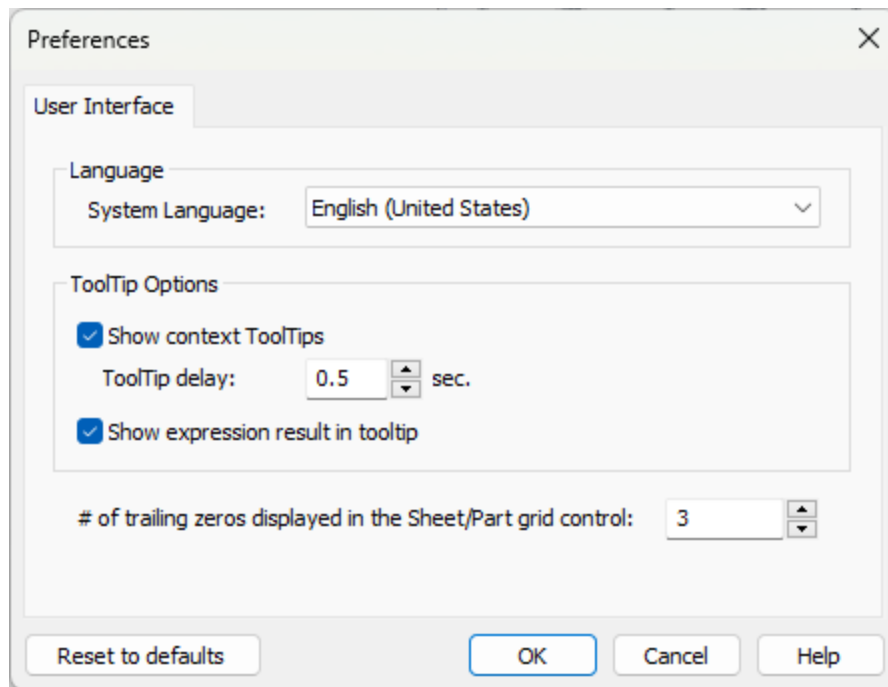 Preferences
User Interface
Language
System Language: English (United States)
ToolTip Options
Show context ToolTips
ToolTip delay: 0.5 sec.
Show expression result in tooltip
# of trailing zeros displayed in the Sheet/Part grid control: 3
Reset to defaults OK Cancel Help